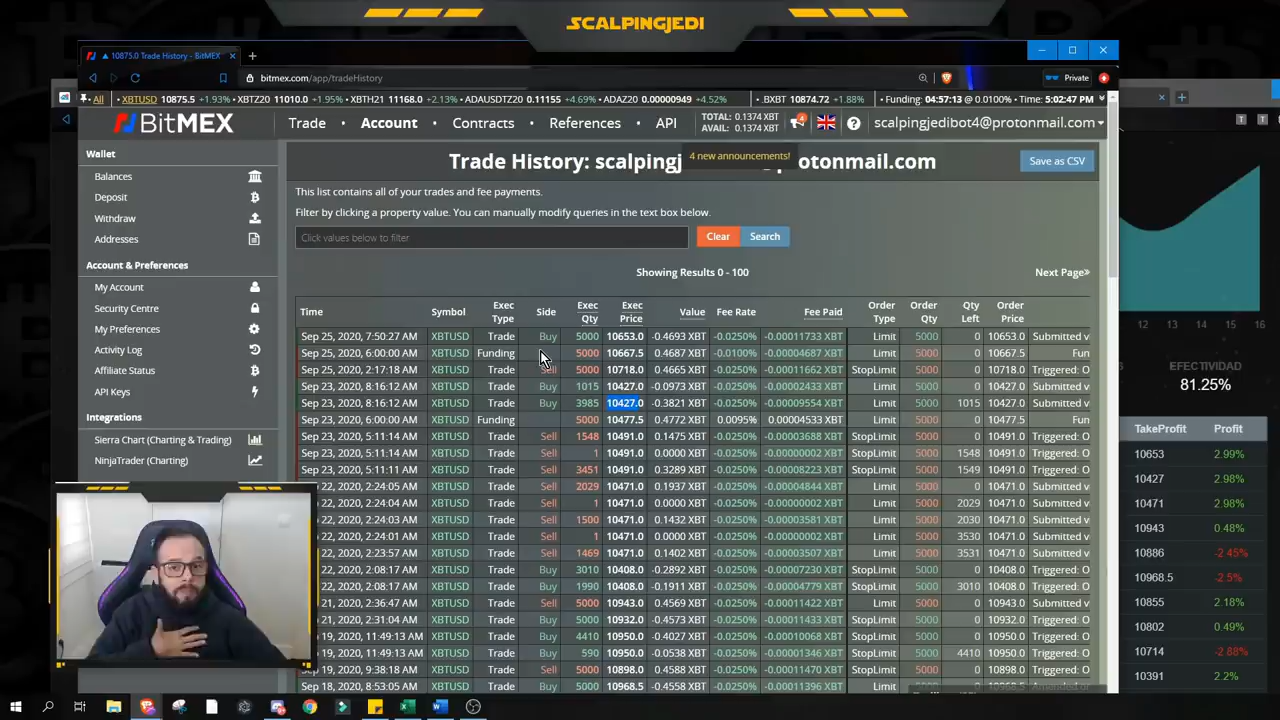 SCALPINGJEDI
▲ 10875.0 Trade History - BitMEX
bitmex.com/app/tradeHistory
Private
All XBTUSD 10875.5 +1.93% • XBTZ20 11010.0 +1.95% • XBTH21 11168.0 +2.13% • ADAUSDTZ20 0.11155 +4.69% • ADAZ20 0.00000949 +4.52%
.BXBT 10874.72 +1.88%
• Funding: 04:57:13 @ 0.0100% • Time: 5:02:47 PM
BitMEX
Trade • Account • Contracts • References • API
TOTAL: 0.1374 XBT
AVAIL: 0.1374 XBT
4
scalpingjedibot4@protonmail.com
4 new announcements!
Wallet
Balances
Deposit
Withdraw
Addresses
Account & Preferences
My Account
Security Centre
My Preferences
Activity Log
Affiliate Status
API Keys
Integrations
Sierra Chart (Charting & Trading)
NinjaTrader (Charting)
Trade History: scalpingj protonmail.com
Save as CSV
This list contains all of your trades and fee payments.
Filter by clicking a property value. You can manually modify queries in the text box below.
Click values below to filter
Clear
Search
Showing Results 0 - 100
Next Page»
Time Symbol Exec Type Side Exec Qty Exec Price Value Fee Rate Fee Paid Order Type Order Qty Qty Left Order Price
Sep 25, 2020, 7:50:27 AM XBTUSD Trade Buy 5000 10653.0 -0.4693 XBT -0.0250% -0.00011733 XBT Limit 5000 0 10653.0 Submitted v
Sep 25, 2020, 6:00:00 AM XBTUSD Funding 5000 10667.5 0.4687 XBT -0.0100% -0.00004687 XBT Limit 5000 0 10667.5 Fun
Sep 25, 2020, 2:17:18 AM XBTUSD Trade 5000 10718.0 0.4665 XBT -0.0250% -0.00011662 XBT StopLimit 5000 0 10718.0 Triggered: O
Sep 23, 2020, 8:16:12 AM XBTUSD Trade Buy 1015 10427.0 -0.0973 XBT -0.0250% -0.00002433 XBT Limit 5000 0 10427.0 Submitted v
Sep 23, 2020, 8:16:12 AM XBTUSD Trade Buy 3985 10427.0 -0.3821 XBT -0.0250% -0.00009554 XBT Limit 5000 1015 10427.0 Submitted v
Sep 23, 2020, 6:00:00 AM XBTUSD Funding 5000 10477.5 0.4772 XBT 0.0095% 0.00004533 XBT Limit 5000 0 10477.5 Fun
Sep 23, 2020, 5:11:14 AM XBTUSD Trade Sell 1548 10491.0 0.1475 XBT -0.0250% -0.00003688 XBT StopLimit 5000 0 10491.0 Triggered: O
Sep 23, 2020, 5:11:14 AM XBTUSD Trade Sell 1 10491.0 0.0000 XBT -0.0250% -0.00000002 XBT StopLimit 5000 1548 10491.0 Triggered: O
Sep 23, 2020, 5:11:11 AM XBTUSD Trade Sell 3451 10491.0 0.3289 XBT -0.0250% -0.00008223 XBT StopLimit 5000 1549 10491.0 Triggered: O
22, 2020, 2:24:05 AM XBTUSD Trade Sell 2029 10471.0 0.1937 XBT -0.0250% -0.00004844 XBT Limit 5000 0 10471.0 Submitted v
22, 2020, 2:24:04 AM XBTUSD Trade Sell 1 10471.0 0.0000 XBT -0.0250% -0.00000002 XBT Limit 5000 2029 10471.0 Submitted v
22, 2020, 2:24:01 AM XBTUSD Trade Sell 1500 10471.0 0.1432 XBT -0.0250% -0.00003581 XBT Limit 5000 2030 10471.0 Submitted v
22, 2020, 2:24:01 AM XBTUSD Trade Sell 1 10471.0 0.0000 XBT -0.0250% -0.00000002 XBT Limit 5000 3530 10471.0 Submitted v
22, 2020, 2:23:57 AM XBTUSD Trade Sell 1469 10471.0 0.1402 XBT -0.0250% -0.00003507 XBT Limit 5000 3531 10471.0 Submitted v
22, 2020, 2:08:17 AM XBTUSD Trade Buy 3010 10408.0 -0.2892 XBT -0.0250% -0.00007230 XBT StopLimit 5000 0 10408.0 Triggered: O
22, 2020, 2:08:17 AM XBTUSD Trade Buy 1990 10408.0 -0.1911 XBT -0.0250% -0.00004779 XBT StopLimit 5000 3010 10408.0 Triggered: O
21, 2020, 2:36:47 AM XBTUSD Trade Sell 5000 10943.0 0.4569 XBT -0.0250% -0.00011422 XBT Limit 5000 0 10943.0 Submitted v
21, 2020, 2:31:04 AM XBTUSD Trade Buy 5000 10932.0 -0.4573 XBT -0.0250% -0.00011433 XBT StopLimit 5000 0 10932.0 Triggered: O
19, 2020, 11:49:13 AM XBTUSD Trade Buy 4410 10950.0 -0.4027 XBT -0.0250% -0.00010068 XBT StopLimit 5000 0 10950.0 Triggered: O
19, 2020, 11:49:13 AM XBTUSD Trade Buy 590 10950.0 -0.0538 XBT -0.0250% -0.00001346 XBT StopLimit 5000 4410 10950.0 Triggered: O
19, 2020, 9:38:18 AM XBTUSD Trade Sell 5000 10898.0 0.4588 XBT -0.0250% -0.00011470 XBT StopLimit 5000 0 10898.0 Triggered: O
Sep 18, 2020, 8:53:05 AM XBTUSD Trade Buy 5000 10968.5 -0.4558 XBT -0.0250% -0.00011396 XBT StopLimit 5000 0 10968.5
12 13 14 15 16
EFECTIVIDAD
81.25%
TakeProfit Profit
10653 2.99%
10427 2.98%
10471 2.98%
10943 0.48%
10886 -2.45%
10968.5 -2.5%
10855 2.18%
10802 0.49%
10714 -2.88%
10391 2.2%